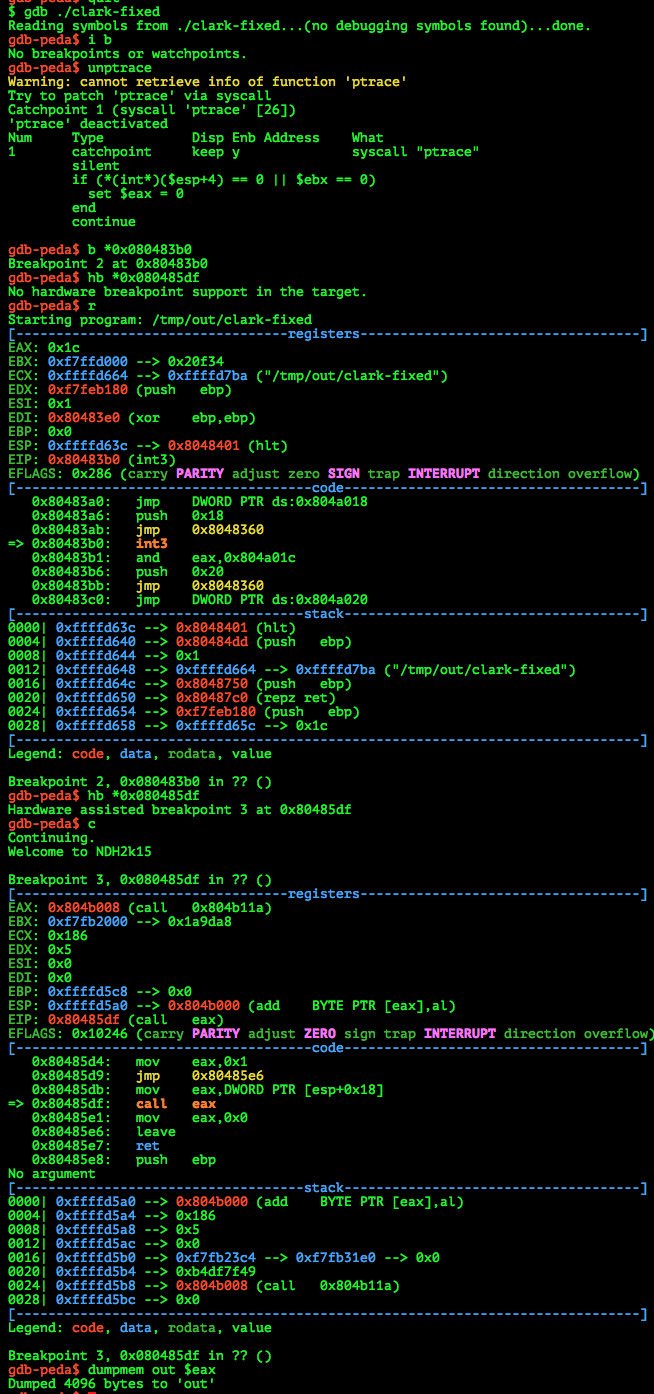 gdb-peda$ quit
$ gdb ./clark-fixed
Reading symbols from ./clark-fixed...(no debugging symbols found)...done.
gdb-peda$ i b
No breakpoints or watchpoints.
gdb-peda$ unptrace
Warning: cannot retrieve info of function 'ptrace'
Try to patch 'ptrace' via syscall
Catchpoint 1 (syscall 'ptrace' [26])
'ptrace' deactivated
Num     Type           Disp Enb Address    What
1       catchpoint     keep y              syscall "ptrace"
        silent
        if (*(int*)($esp+4) == 0 || $ebx == 0)
          set $eax = 0
        end
        continue
gdb-peda$ b *0x080483b0
Breakpoint 2 at 0x80483b0
gdb-peda$ hb *0x080485df
No hardware breakpoint support in the target.
gdb-peda$ r
Starting program: /tmp/out/clark-fixed
[----------------------------------registers-----------------------------------]
EAX: 0x1c
EBX: 0xf7ffd000 --> 0x20f34
ECX: 0xffffd664 --> 0xffffd7ba ("/tmp/out/clark-fixed")
EDX: 0xf7feb180 (push   ebp)
ESI: 0x1
EDI: 0x80483e0 (xor    ebp,ebp)
EBP: 0x0
ESP: 0xffffd63c --> 0x8048401 (hlt)
EIP: 0x80483b0 (int3)
EFLAGS: 0x286 (carry PARITY adjust zero SIGN trap INTERRUPT direction overflow)
[-------------------------------------code-------------------------------------]
   0x80483a0:   jmp    DWORD PTR ds:0x804a018
   0x80483a6:   push   0x18
   0x80483ab:   jmp    0x8048360
=> 0x80483b0:   int3
   0x80483b1:   and    eax,0x804a01c
   0x80483b6:   push   0x20
   0x80483bb:   jmp    0x8048360
   0x80483c0:   jmp    DWORD PTR ds:0x804a020
[------------------------------------stack-------------------------------------]
0000| 0xffffd63c --> 0x8048401 (hlt)
0004| 0xffffd640 --> 0x80484dd (push   ebp)
0008| 0xffffd644 --> 0x1
0012| 0xffffd648 --> 0xffffd664 --> 0xffffd7ba ("/tmp/out/clark-fixed")
0016| 0xffffd64c --> 0x8048750 (push   ebp)
0020| 0xffffd650 --> 0x80487c0 (repz ret)
0024| 0xffffd654 --> 0xf7feb180 (push   ebp)
0028| 0xffffd658 --> 0xffffd65c --> 0x1c
[------------------------------------------------------------------------------]
Legend: code, data, rodata, value
Breakpoint 2, 0x080483b0 in ?? ()
gdb-peda$ hb *0x080485df
Hardware assisted breakpoint 3 at 0x80485df
gdb-peda$ c
Continuing.
Welcome to NDH2k15
Breakpoint 3, 0x080485df in ?? ()
[----------------------------------registers-----------------------------------]
EAX: 0x804b008 (call   0x804b11a)
EBX: 0xf7fb2000 --> 0x1a9da8
ECX: 0x186
EDX: 0x5
ESI: 0x0
EDI: 0x0
EBP: 0xffffd5c8 --> 0x0
ESP: 0xffffd5a0 --> 0x804b000 (add    BYTE PTR [eax],al)
EIP: 0x80485df (call   eax)
EFLAGS: 0x10246 (carry PARITY adjust ZERO sign trap INTERRUPT direction overflow)
[-------------------------------------code-------------------------------------]
   0x80485d4:   mov    eax,0x1
   0x80485d9:   jmp    0x80485e6
   0x80485db:   mov    eax,DWORD PTR [esp+0x18]
=> 0x80485df:   call   eax
   0x80485e1:   mov    eax,0x0
   0x80485e6:   leave
   0x80485e7:   ret
   0x80485e8:   push   ebp
No argument
[------------------------------------stack-------------------------------------]
0000| 0xffffd5a0 --> 0x804b000 (add    BYTE PTR [eax],al)
0004| 0xffffd5a4 --> 0x186
0008| 0xffffd5a8 --> 0x5
0012| 0xffffd5ac --> 0x0
0016| 0xffffd5b0 --> 0xf7fb23c4 --> 0xf7fb31e0 --> 0x0
0020| 0xffffd5b4 --> 0xb4df7f49
0024| 0xffffd5b8 --> 0x804b008 (call   0x804b11a)
0028| 0xffffd5bc --> 0x0
[------------------------------------------------------------------------------]
Legend: code, data, rodata, value
Breakpoint 3, 0x080485df in ?? ()
gdb-peda$ dumpmem out $eax
Dumped 4096 bytes to 'out'